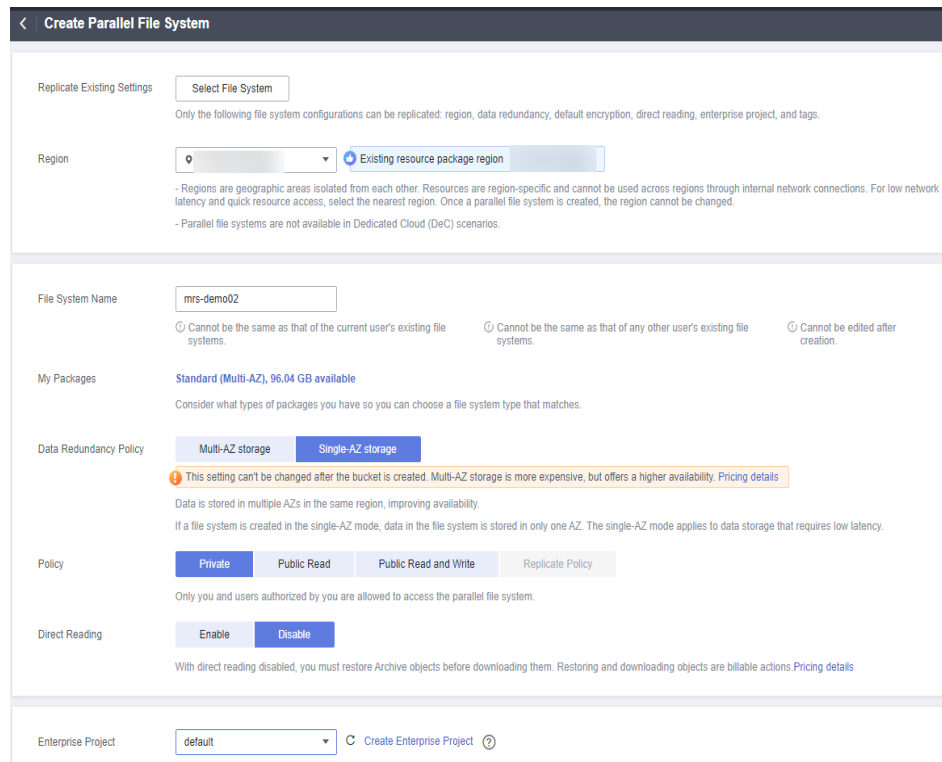 Create Parallel File System
Replicate Existing Settings
Select File System
Only the following file system configurations can be replicated: region, data redundancy, default encryption, direct reading, enterprise project, and tags.
Region
Existing resource package region
- Regions are geographic areas isolated from each other. Resources are region-specific and cannot be used across regions through internal network connections. For low network
latency and quick resource access, select the nearest region. Once a parallel file system is created, the region cannot be changed.
- Parallel file systems are not available in Dedicated Cloud (DeC) scenarios.
File System Name
mrs-demo02
Cannot be the same as that of the current user's existing file
systems.
Cannot be the same as that of any other user's existing file
systems.
Cannot be edited after
creation.
My Packages
Standard (Multi-AZ), 96.04 GB available
Consider what types of packages you have so you can choose a file system type that matches.
Data Redundancy Policy
Multi-AZ storage
Single-AZ storage
This setting can't be changed after the bucket is created. Multi-AZ storage is more expensive, but offers a higher availability. Pricing details
Data is stored in multiple AZs in the same region, improving availability.
If a file system is created in the single-AZ mode, data in the file system is stored in only one AZ. The single-AZ mode applies to data storage that requires low latency.
Policy
Private
Public Read
Public Read and Write
Replicate Policy
Only you and users authorized by you are allowed to access the parallel file system.
Direct Reading
Enable
Disable
With direct reading disabled, you must restore Archive objects before downloading them. Restoring and downloading objects are billable actions.Pricing details
Enterprise Project
default
Create Enterprise Project